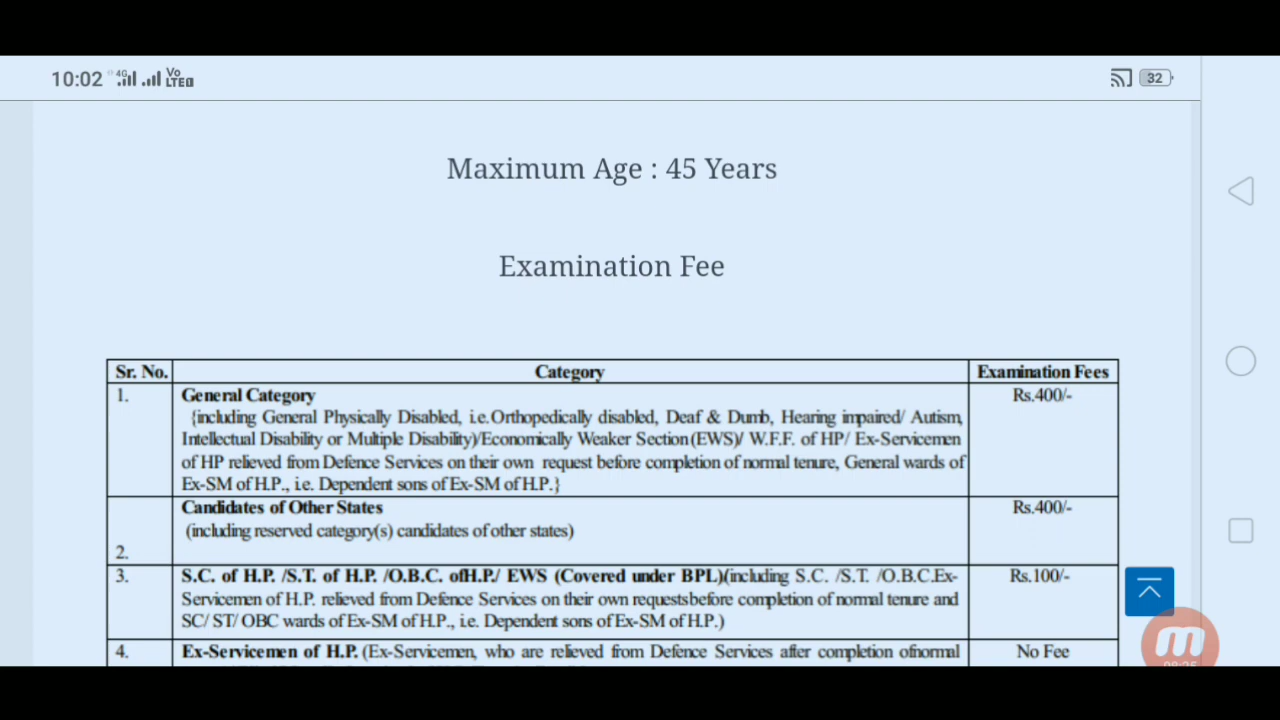 10:02 4G Vo LTE 32
Maximum Age : 45 Years
Examination Fee
Sr. No. Category Examination Fees
1. General Category Rs.400/-
{including General Physically Disabled, i.e.Orthopedically disabled, Deaf & Dumb, Hearing impaired/ Autism,
Intellectual Disability or Multiple Disability)/Economically Weaker Section(EWS)/ W.F.F. of HP/ Ex-Servicemen
of HP relieved from Defence Services on their own request before completion of normal tenure, General wards of
Ex-SM of H.P., i.e. Dependent sons of Ex-SM of H.P.}
Candidates of Other States Rs.400/-
(including reserved category(s) candidates of other states)
2.
3. S.C. of H.P. /S.T. of H.P. /O.B.C. ofH.P./ EWS (Covered under BPL)(including S.C. /S.T. /O.B.C.Ex- Rs.100/-
Servicemen of H.P. relieved from Defence Services on their own requestsbefore completion of normal tenure and
SC/ ST/ OBC wards of Ex-SM of H.P., i.e. Dependent sons of Ex-SM of H.P.)
4. Ex-Servicemen of H.P. (Ex-Servicemen, who are relieved from Defence Services after completion ofnormal No Fee